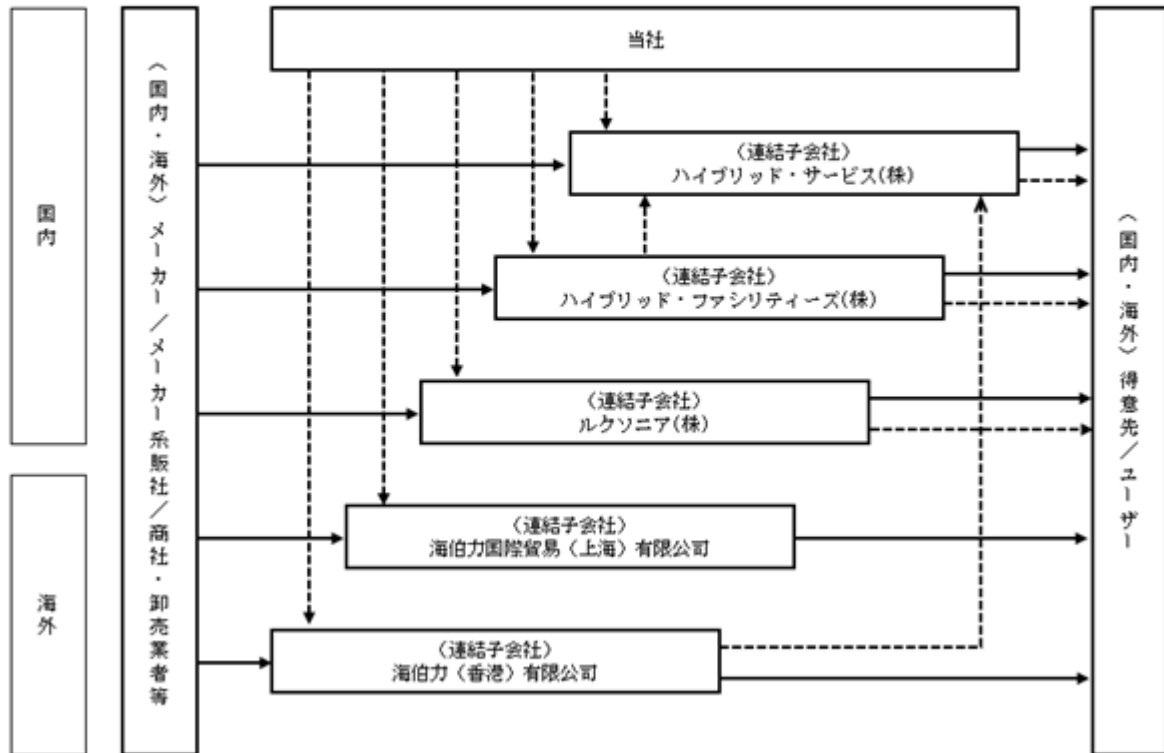 国内
海外
〈国内・海外〉メーカー/メーカー系販社/商社・卸売業者等
当社
〈連結子会社〉
ハイブリッド・サービス(株)
〈連結子会社〉
ハイブリッド・ファシリティーズ(株)
〈連結子会社〉
ルクソニア(株)
〈連結子会社〉
海伯力国際貿易（上海）有限公司
〈連結子会社〉
海伯力（香港）有限公司
〈国内・海外〉得意先/ユーザー